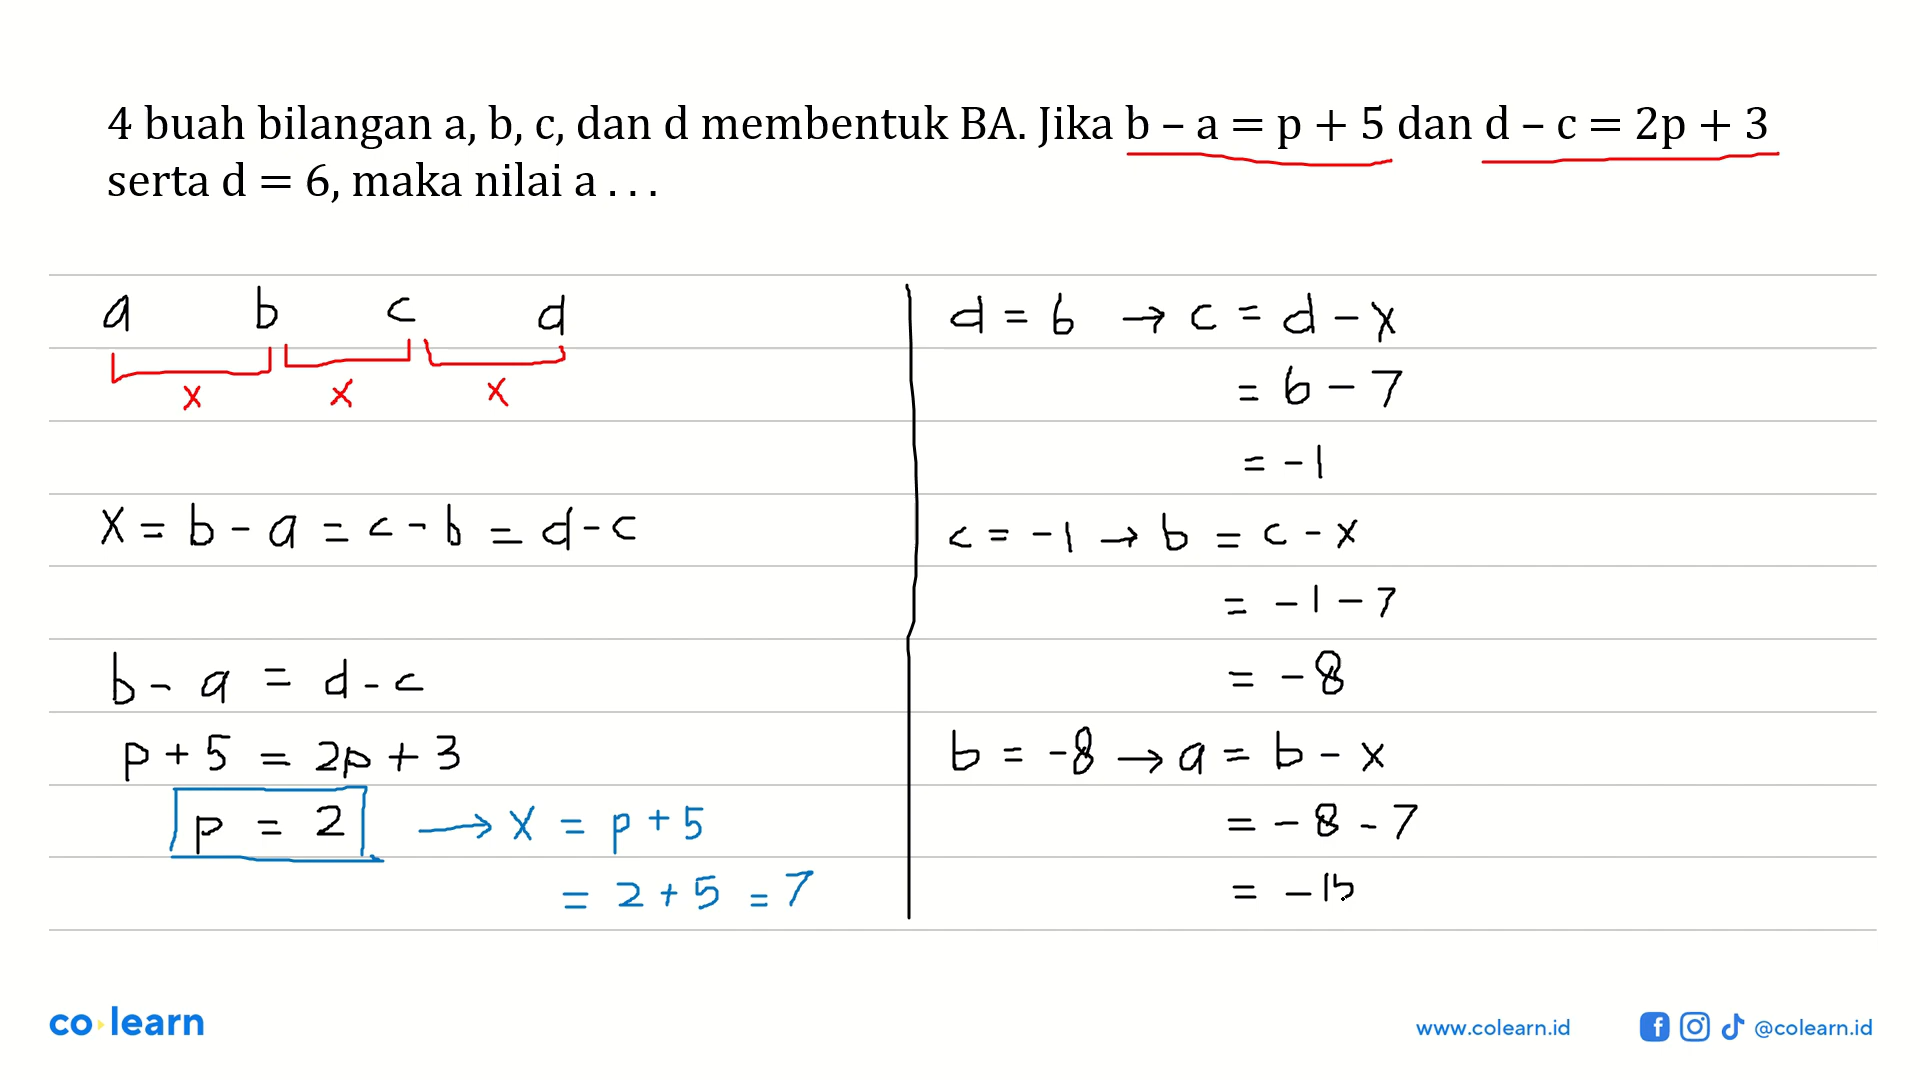 4 buah bilangan a, b, c, dan d membentuk BA. Jika b – a = p + 5 dan d – c = 2p + 3
serta d = 6, maka nilai a . . .
a b c d
x x x
x = b - a = c - b = d - c
b - a = d - c
p + 5 = 2p + 3
p = 2 → x = p + 5
= 2 + 5 = 7
d = 6 → c = d - x
= 6 - 7
= -1
c = -1 → b = c - x
= -1 - 7
= -8
b = -8 → a = b - x
= -8 - 7
= -15
co learn
www.colearn.id
@colearn.id